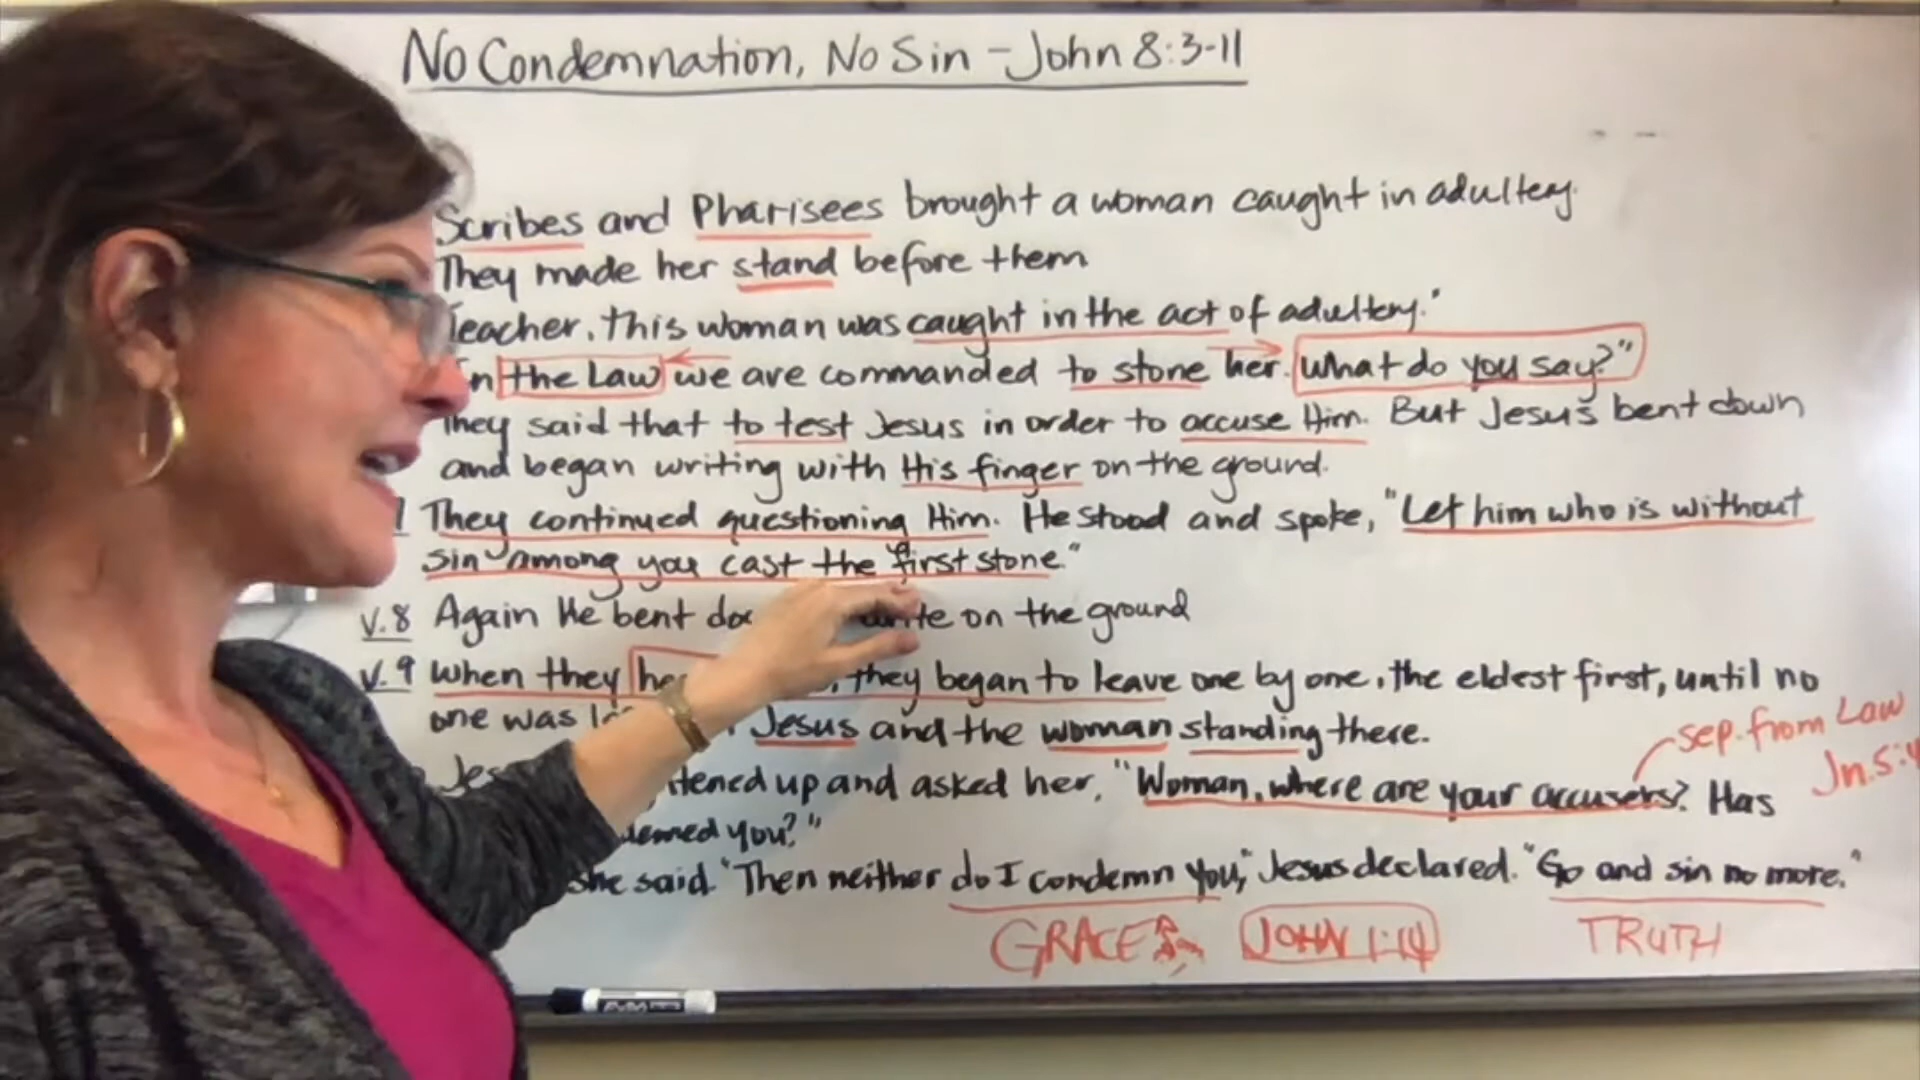 No Condemnation, No Sin - John 8:3-11
Scribes and Pharisees brought a woman caught in adultery.
They made her stand before them
Teacher, this woman was caught in the act of adultery."
In the Law we are commanded to stone her. What do you say?"
They said that to test Jesus in order to accuse Him. But Jesus bent down
and began writing with His finger on the ground.
They continued questioning Him. He stood and spoke, "Let him who is without
sin among you cast the first stone."
v.8 Again He bent on the ground
v.9 When they they began to leave one by one, the eldest first, until no
one was Jesus and the woman standing there.
sep. from Law
Jn. 5:4
up and asked her, "Woman, where are your accusers? Has
you?"
she said. "Then neither do I condemn you," Jesus declared. "Go and sin no more."
GRACE & JOHN 1:14 TRUTH